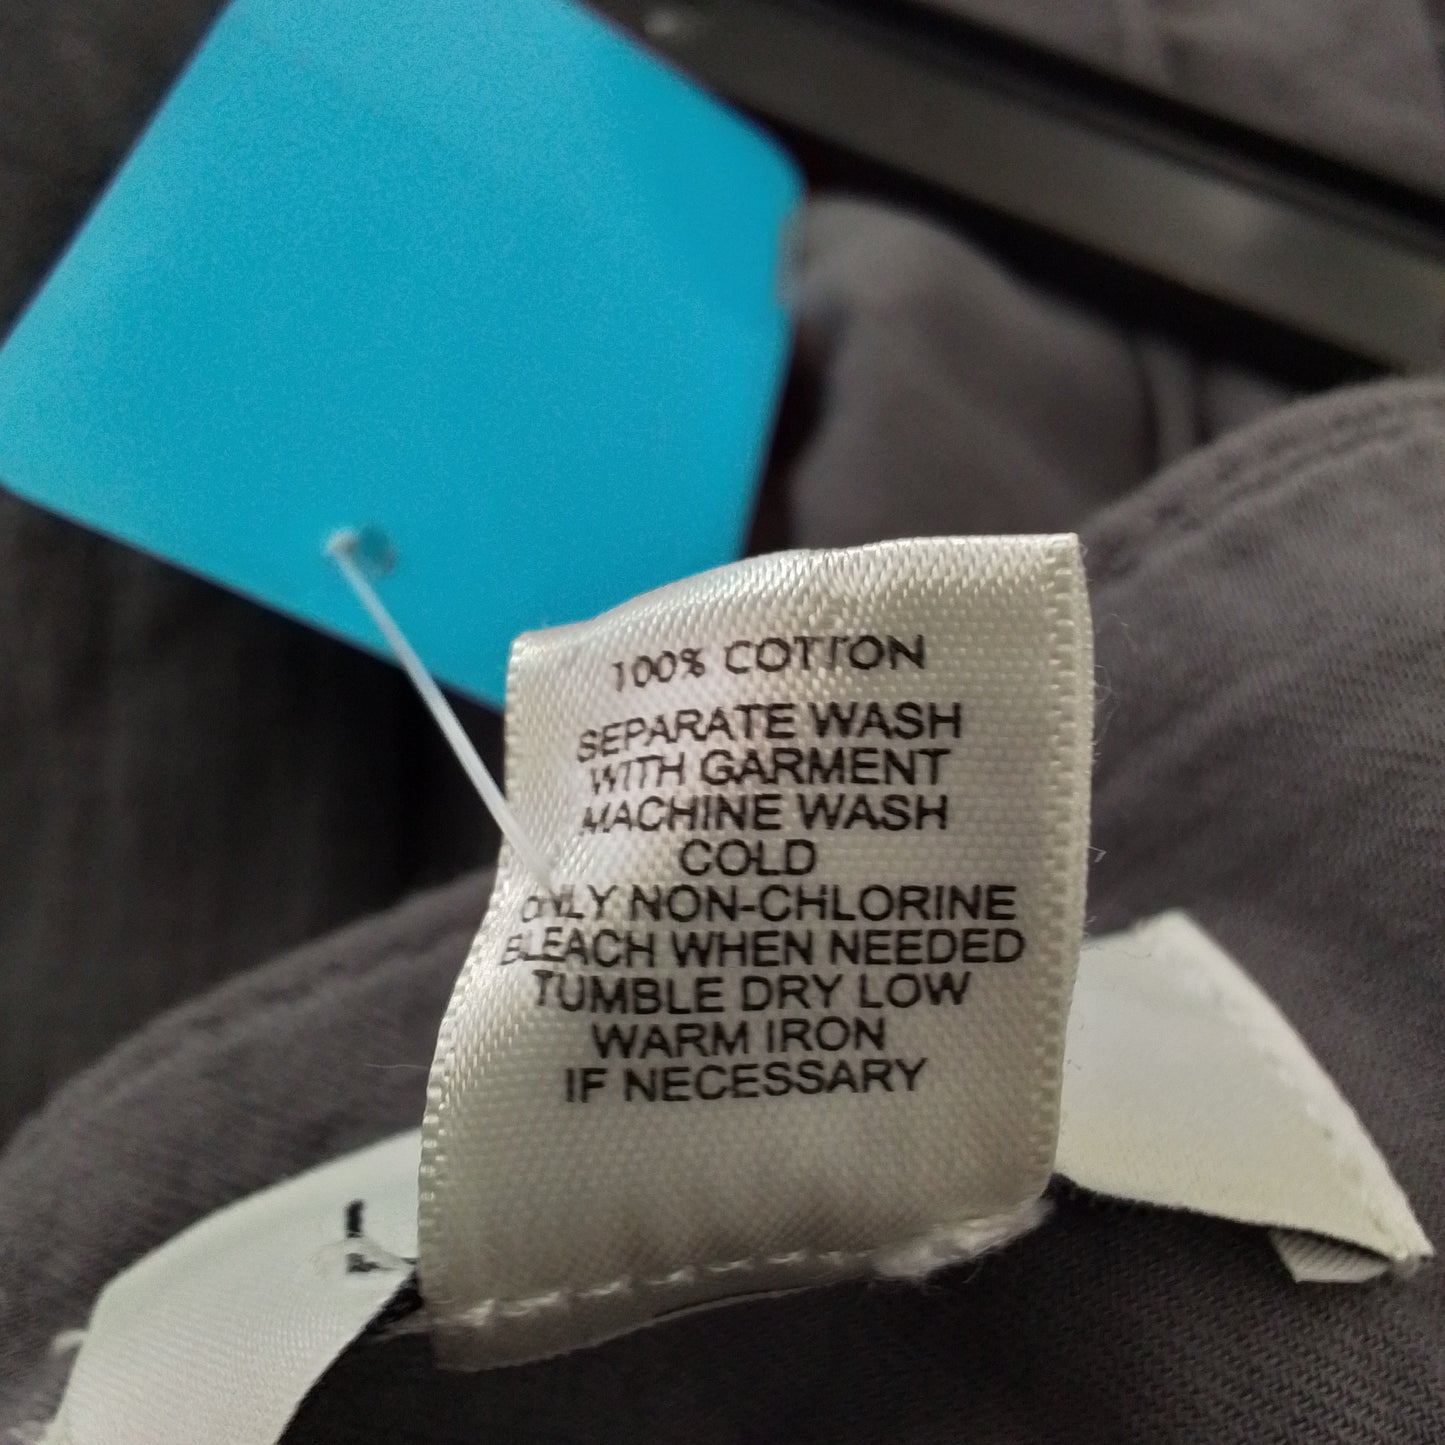 100% COTTON
SEPARATE WASH
WITH GARMENT
MACHINE WASH
COLD
ONLY NON-CHLORINE
BLEACH WHEN NEEDED
TUMBLE DRY LOW
WARM IRON
IF NECESSARY